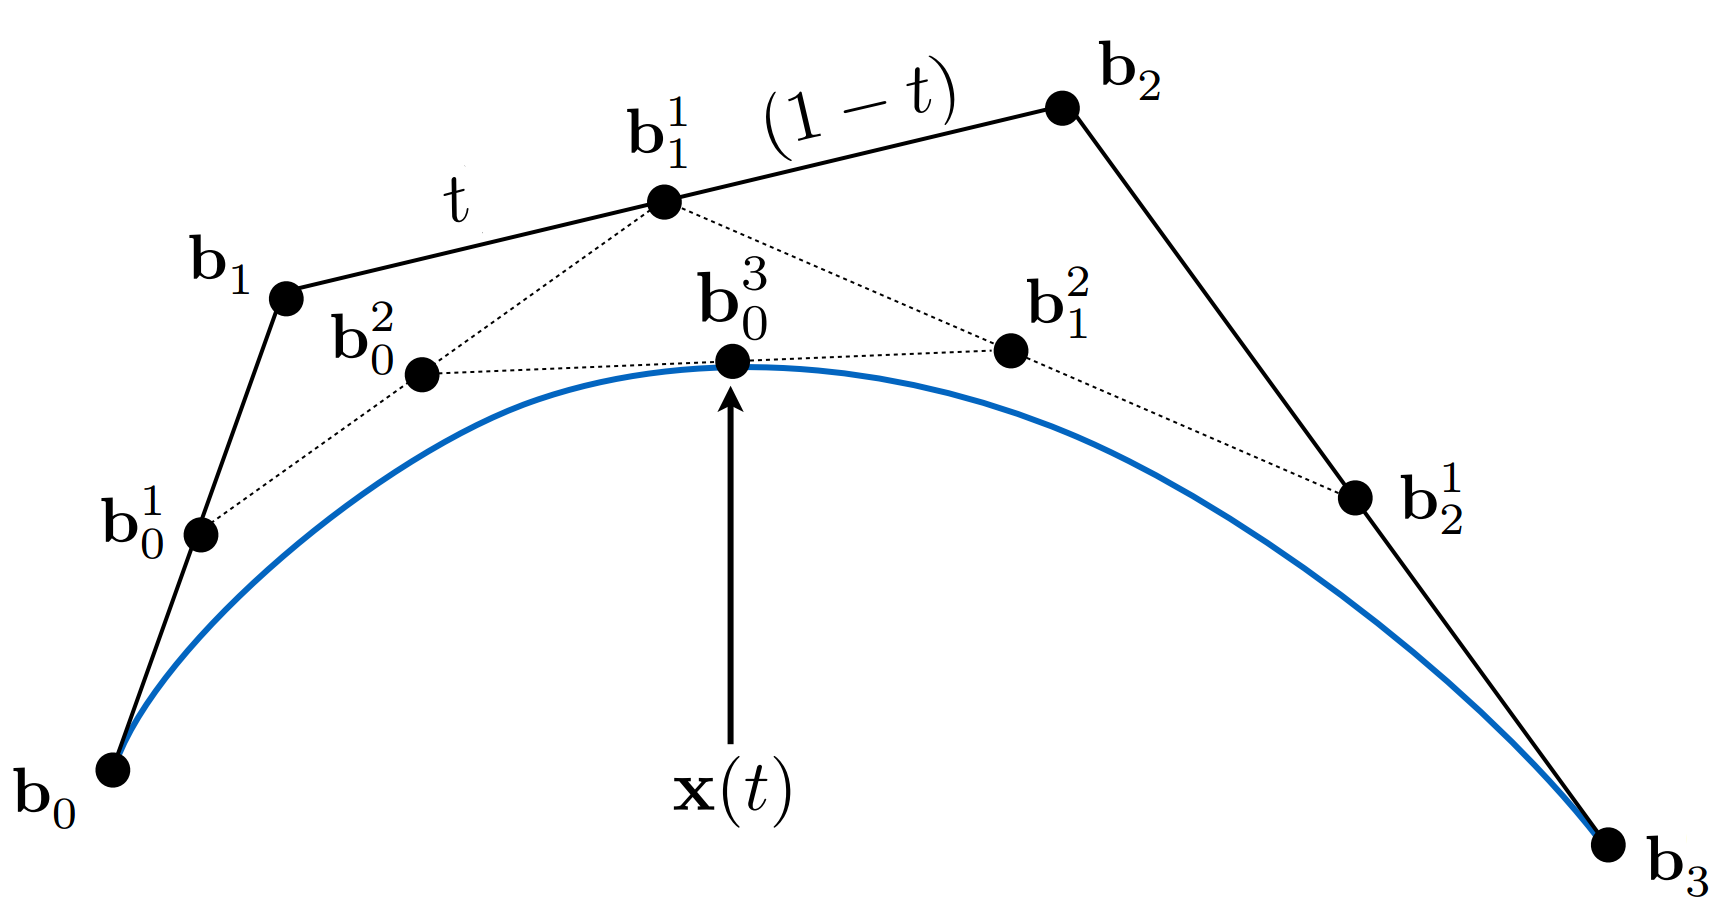 b₂
(1 − t)
b₁¹
t
b₁
b₀³
b₁²
b₀²
b₂¹
b₀¹
x(t)
b₀
b₃